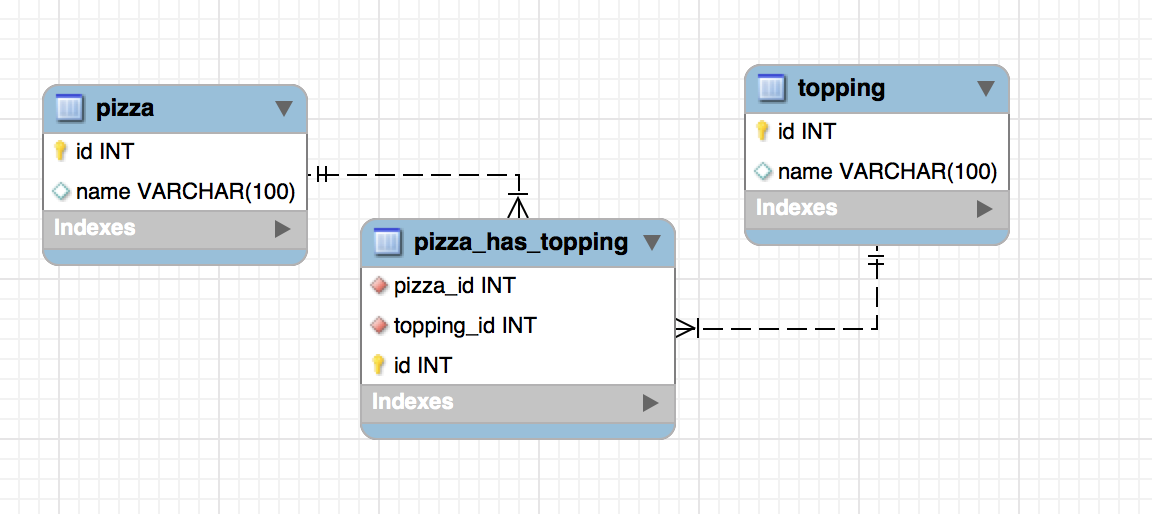 pizza
id INT
name VARCHAR(100)
Indexes
pizza_has_topping
pizza_id INT
topping_id INT
id INT
Indexes
topping
id INT
name VARCHAR(100)
Indexes